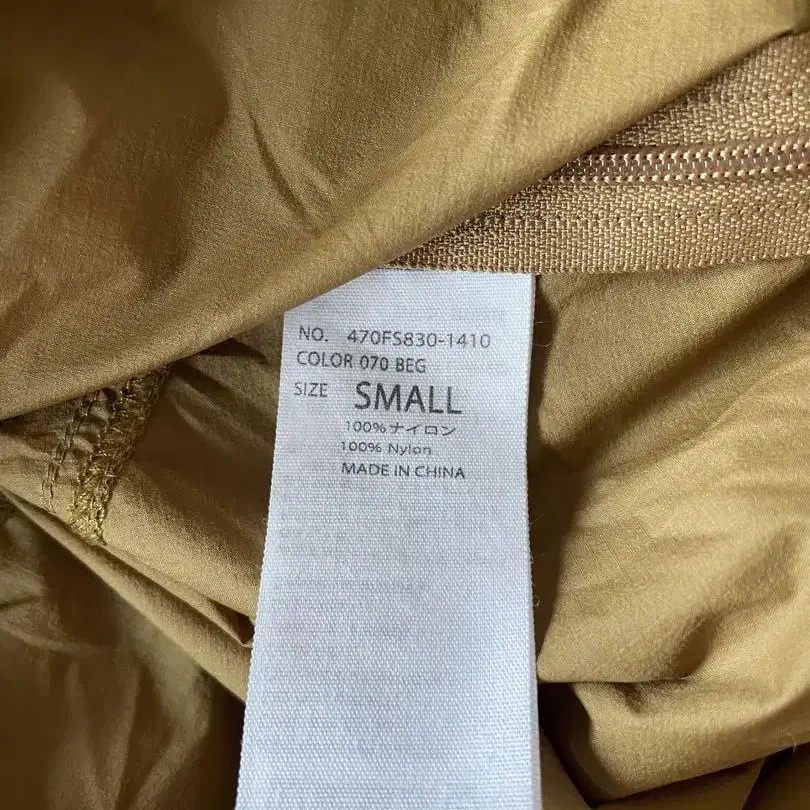 NO. 470FS830-1410
COLOR 070 BEG
SIZE SMALL
100%ナイロン
100% Nylon
MADE IN CHINA